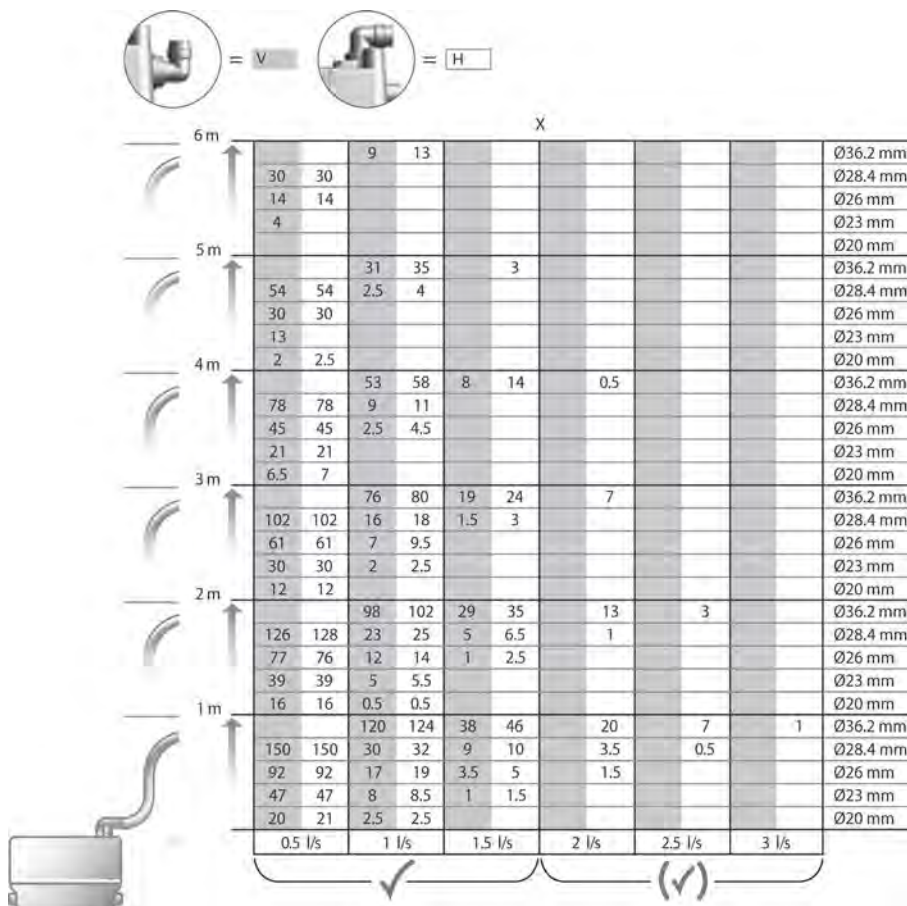 = V = H
X
6 m
9 13 Ø36.2 mm
30 30 Ø28.4 mm
14 14 Ø26 mm
4 Ø23 mm
Ø20 mm
5 m
31 35 3 Ø36.2 mm
54 54 2.5 4 Ø28.4 mm
30 30 Ø26 mm
13 Ø23 mm
2 2.5 Ø20 mm
4 m
53 58 8 14 0.5 Ø36.2 mm
78 78 9 11 Ø28.4 mm
45 45 2.5 4.5 Ø26 mm
21 21 Ø23 mm
6.5 7 Ø20 mm
3 m
76 80 19 24 7 Ø36.2 mm
102 102 16 18 1.5 3 Ø28.4 mm
61 61 7 9.5 Ø26 mm
30 30 2 2.5 Ø23 mm
12 12 Ø20 mm
2 m
98 102 29 35 13 3 Ø36.2 mm
126 128 23 25 5 6.5 1 Ø28.4 mm
77 76 12 14 1 2.5 Ø26 mm
39 39 5 5.5 Ø23 mm
16 16 0.5 0.5 Ø20 mm
1 m
120 124 38 46 20 7 1 Ø36.2 mm
150 150 30 32 9 10 3.5 0.5 Ø28.4 mm
92 92 17 19 3.5 5 1.5 Ø26 mm
47 47 8 8.5 1 1.5 Ø23 mm
20 21 2.5 2.5 Ø20 mm
0.5 l/s 1 l/s 1.5 l/s 2 l/s 2.5 l/s 3 l/s
✓ (✓)